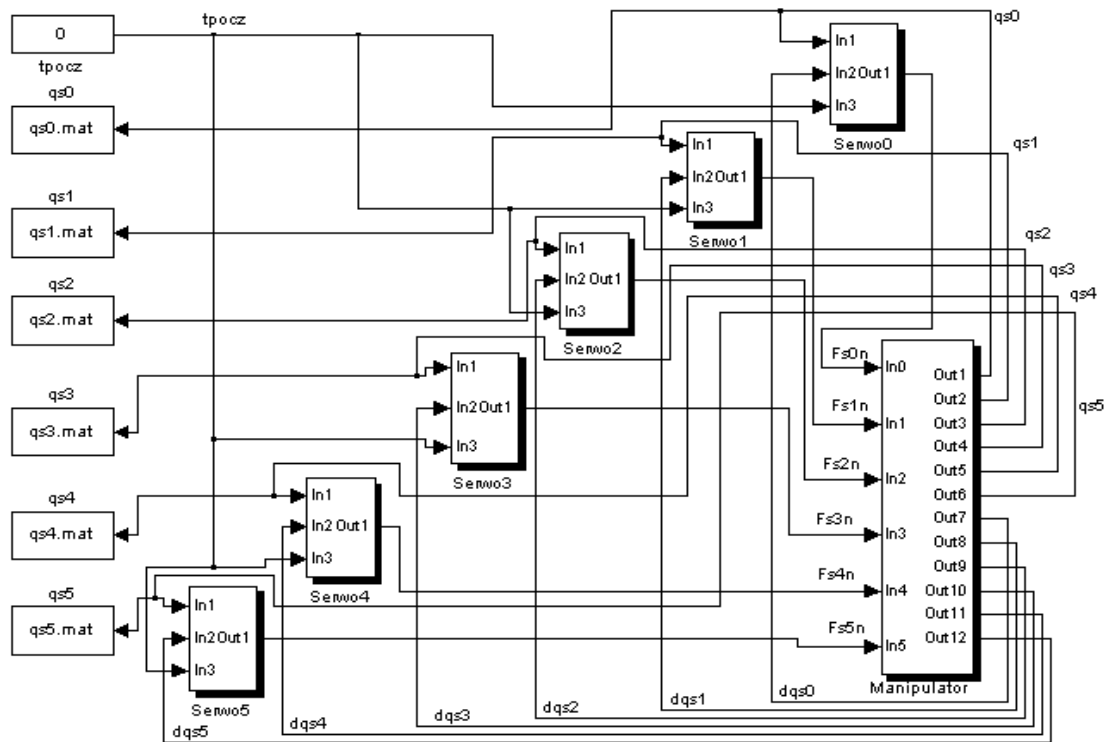 tpocz
0
tpocz
qs0
qs0.mat
qs1
qs1.mat
qs2
qs2.mat
qs3
qs3.mat
qs4
qs4.mat
qs5
qs5.mat
qs0
In1
In2 Out1
In3
Serwo0
qs1
In1
In2 Out1
In3
Serwo1
qs2
In1
In2 Out1
In3
Serwo2
qs3
In1
In2 Out1
In3
Serwo3
qs4
In1
In2 Out1
In3
Serwo4
qs5
In1
In2 Out1
In3
Serwo5
Fs0n
Fs1n
Fs2n
Fs3n
Fs4n
Fs5n
In0
In1
In2
In3
In4
In5
Out1
Out2
Out3
Out4
Out5
Out6
Out7
Out8
Out9
Out10
Out11
Out12
Manipulator
dqs5
dqs4
dqs3
dqs2
dqs1
dqs0